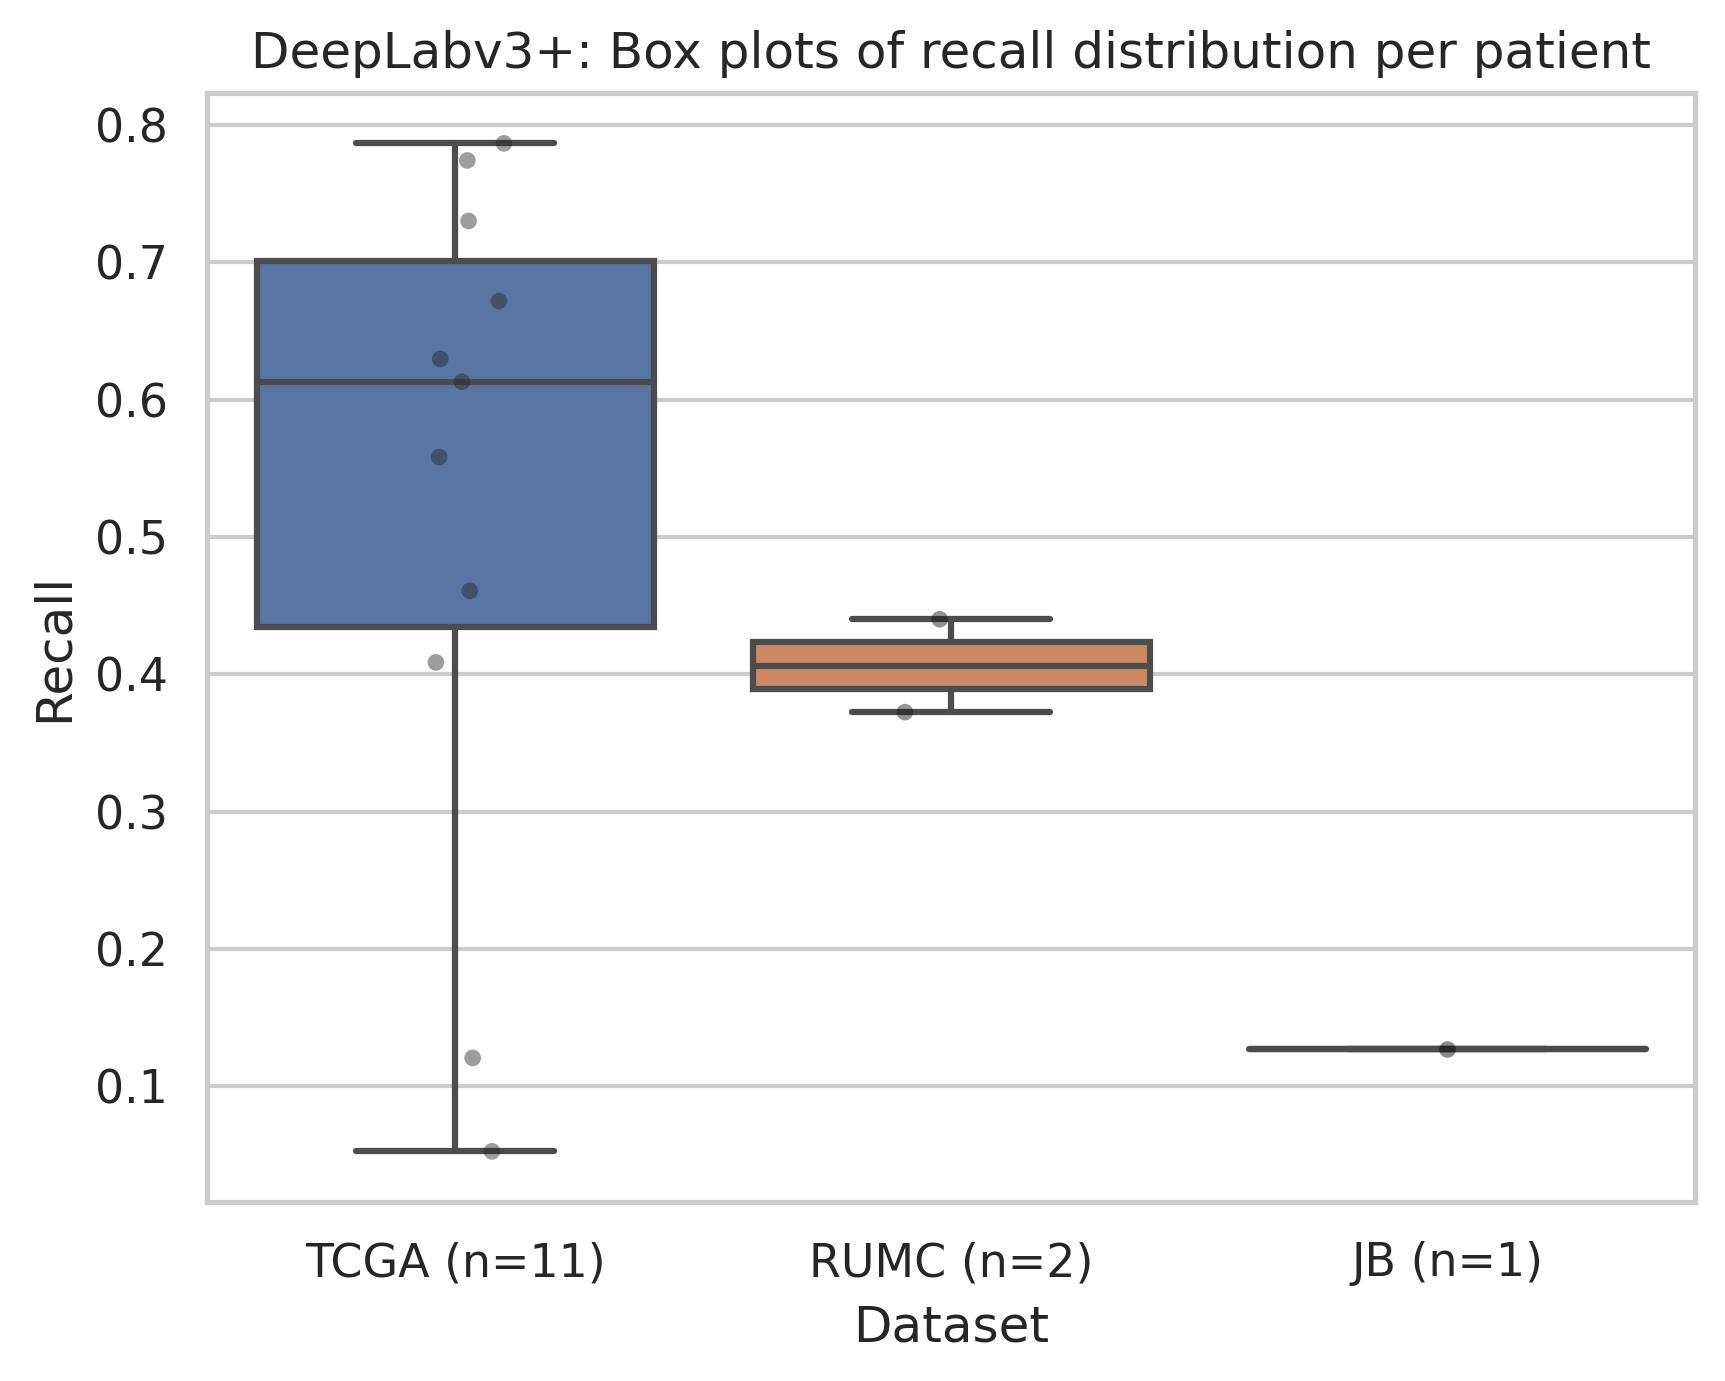 DeepLabv3+: Box plots of recall distribution per patient
0.8
0.7
0.6
0.5
0.4
0.3
0.2
0.1
Recall
TCGA (n=11)
RUMC (n=2)
JB (n=1)
Dataset